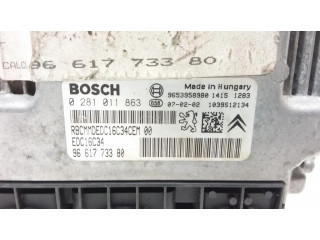 CALC.
96 617 733 80
BOSCH
0 281 011 863
Made in Hungary
9653958980 1415 1203
07-02-02 1039S12134
RBCMMDEDC16C34CEM 00
EDC16C34
96 617 733 80